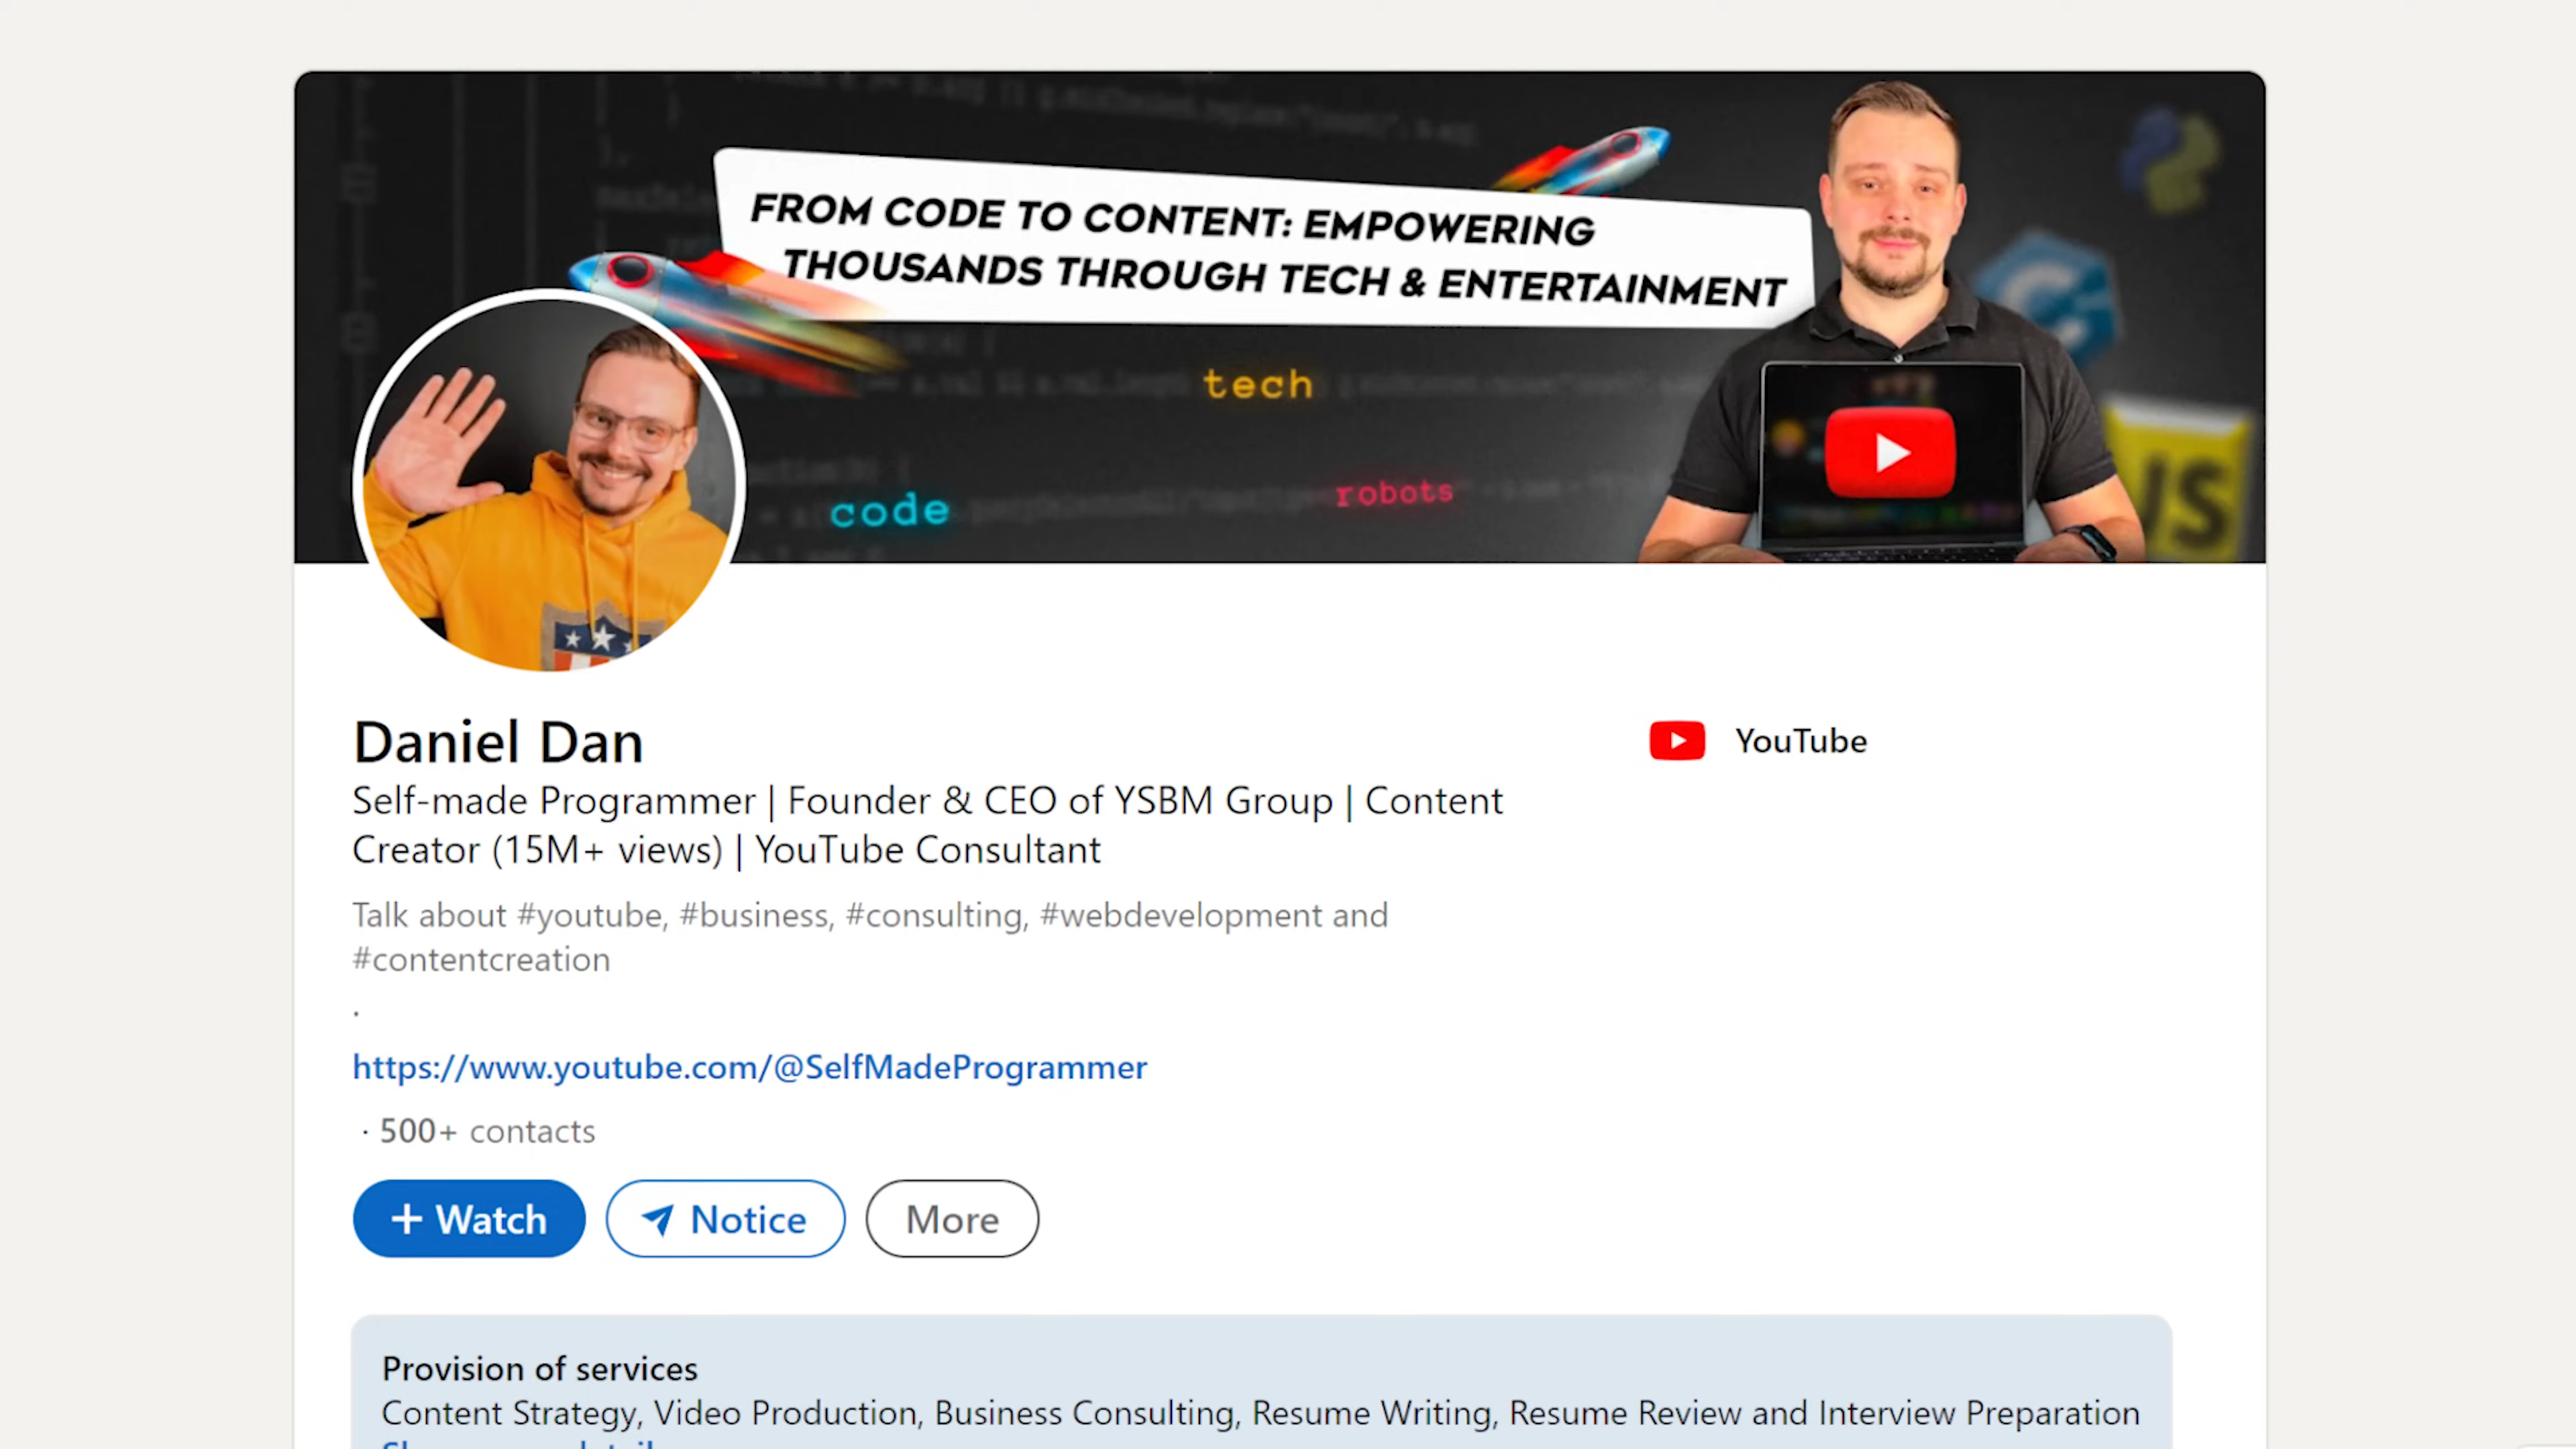 FROM CODE TO CONTENT: EMPOWERING
THOUSANDS THROUGH TECH & ENTERTAINMENT
tech
code
robots
JS
Daniel Dan
YouTube
Self-made Programmer | Founder & CEO of YSBM Group | Content
Creator (15M+ views) | YouTube Consultant
Talk about #youtube, #business, #consulting, #webdevelopment and
#contentcreation
.
https://www.youtube.com/@SelfMadeProgrammer
· 500+ contacts
+ Watch
Notice
More
Provision of services
Content Strategy, Video Production, Business Consulting, Resume Writing, Resume Review and Interview Preparation